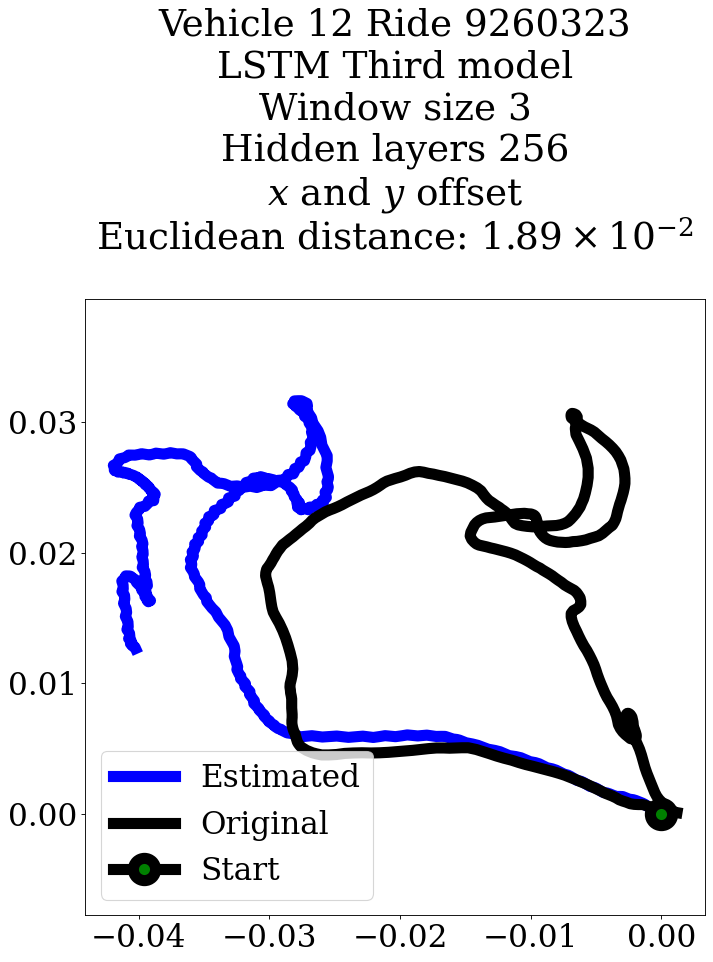 Vehicle 12 Ride 9260323
LSTM Third model
Window size 3
Hidden layers 256
x and y offset
Euclidean distance: 1.89 × 10⁻²
0.03
0.02
0.01
0.00
Estimated
Original
Start
−0.04 −0.03 −0.02 −0.01 0.00